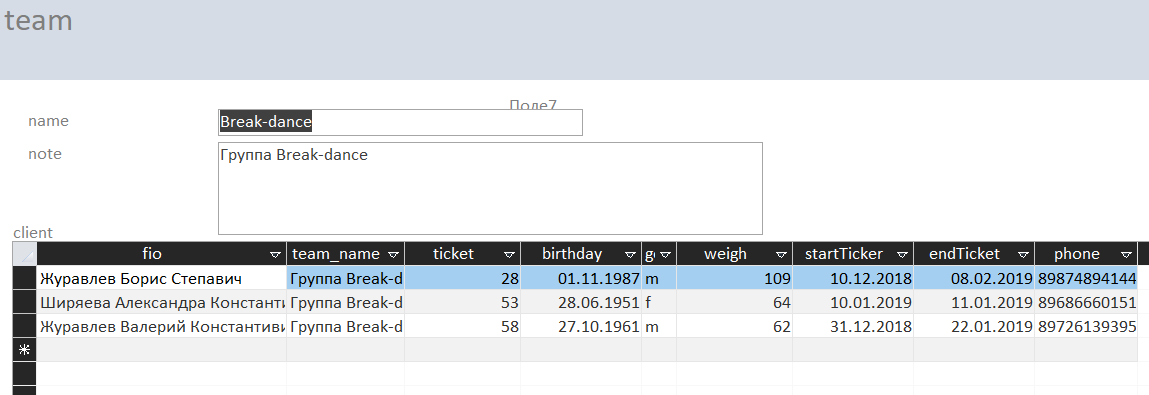 team
Поле7
name
Break-dance
note
Группа Break-dance
client
fio team_name ticket birthday g weigh startTicker endTicket phone
Журавлев Борис Степавич Группа Break-d 28 01.11.1987 m 109 10.12.2018 08.02.2019 89874894144
Ширяева Александра Константи Группа Break-d 53 28.06.1951 f 64 10.01.2019 11.01.2019 89686660151
Журавлев Валерий Константиви Группа Break-d 58 27.10.1961 m 62 31.12.2018 22.01.2019 89726139395